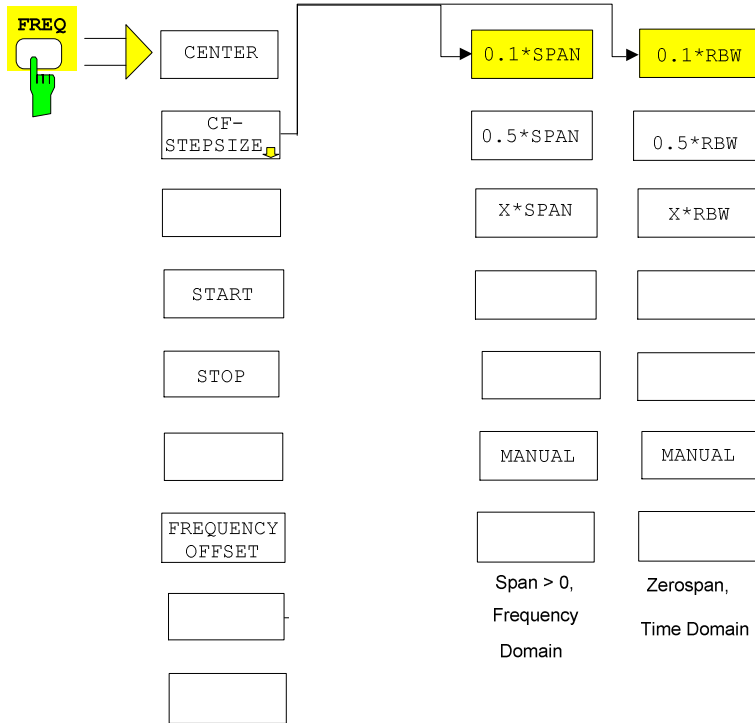 FREQ
CENTER
CF-
STEPSIZE
START
STOP
FREQUENCY
OFFSET
0.1*SPAN
0.5*SPAN
X*SPAN
MANUAL
Span > 0,
Frequency
Domain
0.1*RBW
0.5*RBW
X*RBW
MANUAL
Zerospan,
Time Domain